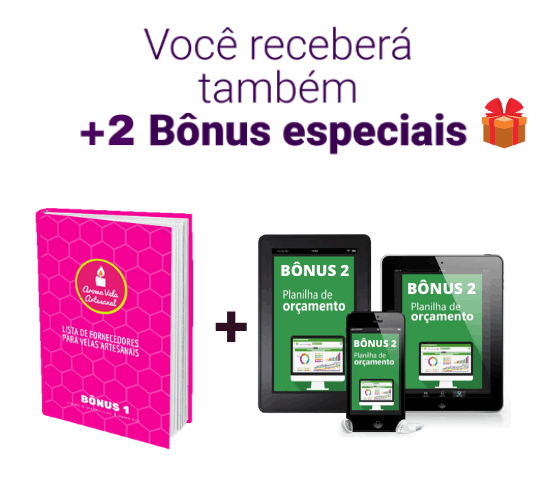 Você receberá
também
+2 Bônus especiais
Aroma Vela
Artesanal
LISTA DE FORNECEDORES
PARA VELAS ARTESANAIS
BÔNUS 1
+
BÔNUS 2
Planilha de
orçamento
BÔNUS 2
Planilha de
orçamento
BÔNUS 2
Planilha de
orçamento